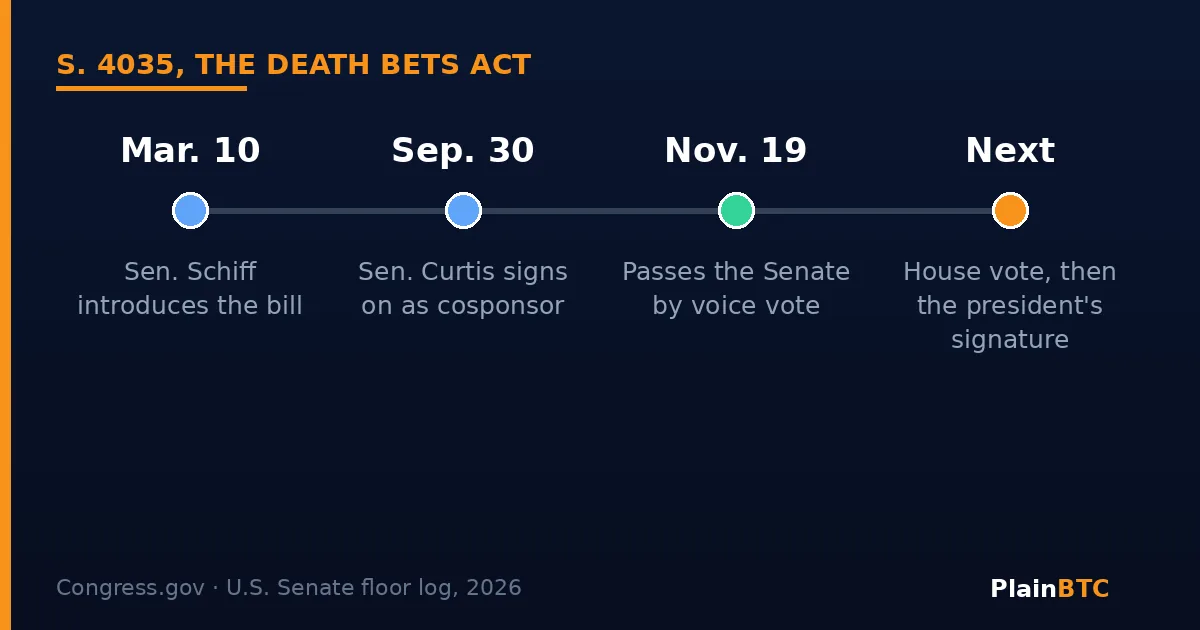 S. 4035, THE DEATH BETS ACT
Mar. 10
Sep. 30
Nov. 19
Next
Sen. Schiff
introduces the bill
Sen. Curtis signs
on as cosponsor
Passes the Senate
by voice vote
House vote, then
the president's
signature
Congress.gov · U.S. Senate floor log, 2026
PlainBTC